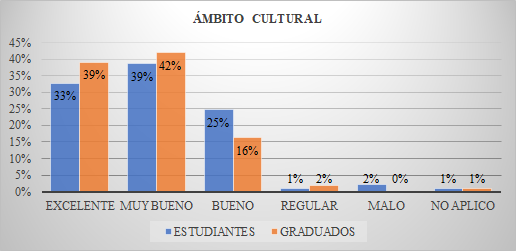 ÁMBITO CULTURAL
45%
40%
35%
30%
25%
20%
15%
10%
5%
0%
33% 39% 39% 42% 25% 16% 1% 2% 2% 0% 1% 1%
EXCELENTE MUY BUENO BUENO REGULAR MALO NO APLICO
ESTUDIANTES GRADUADOS